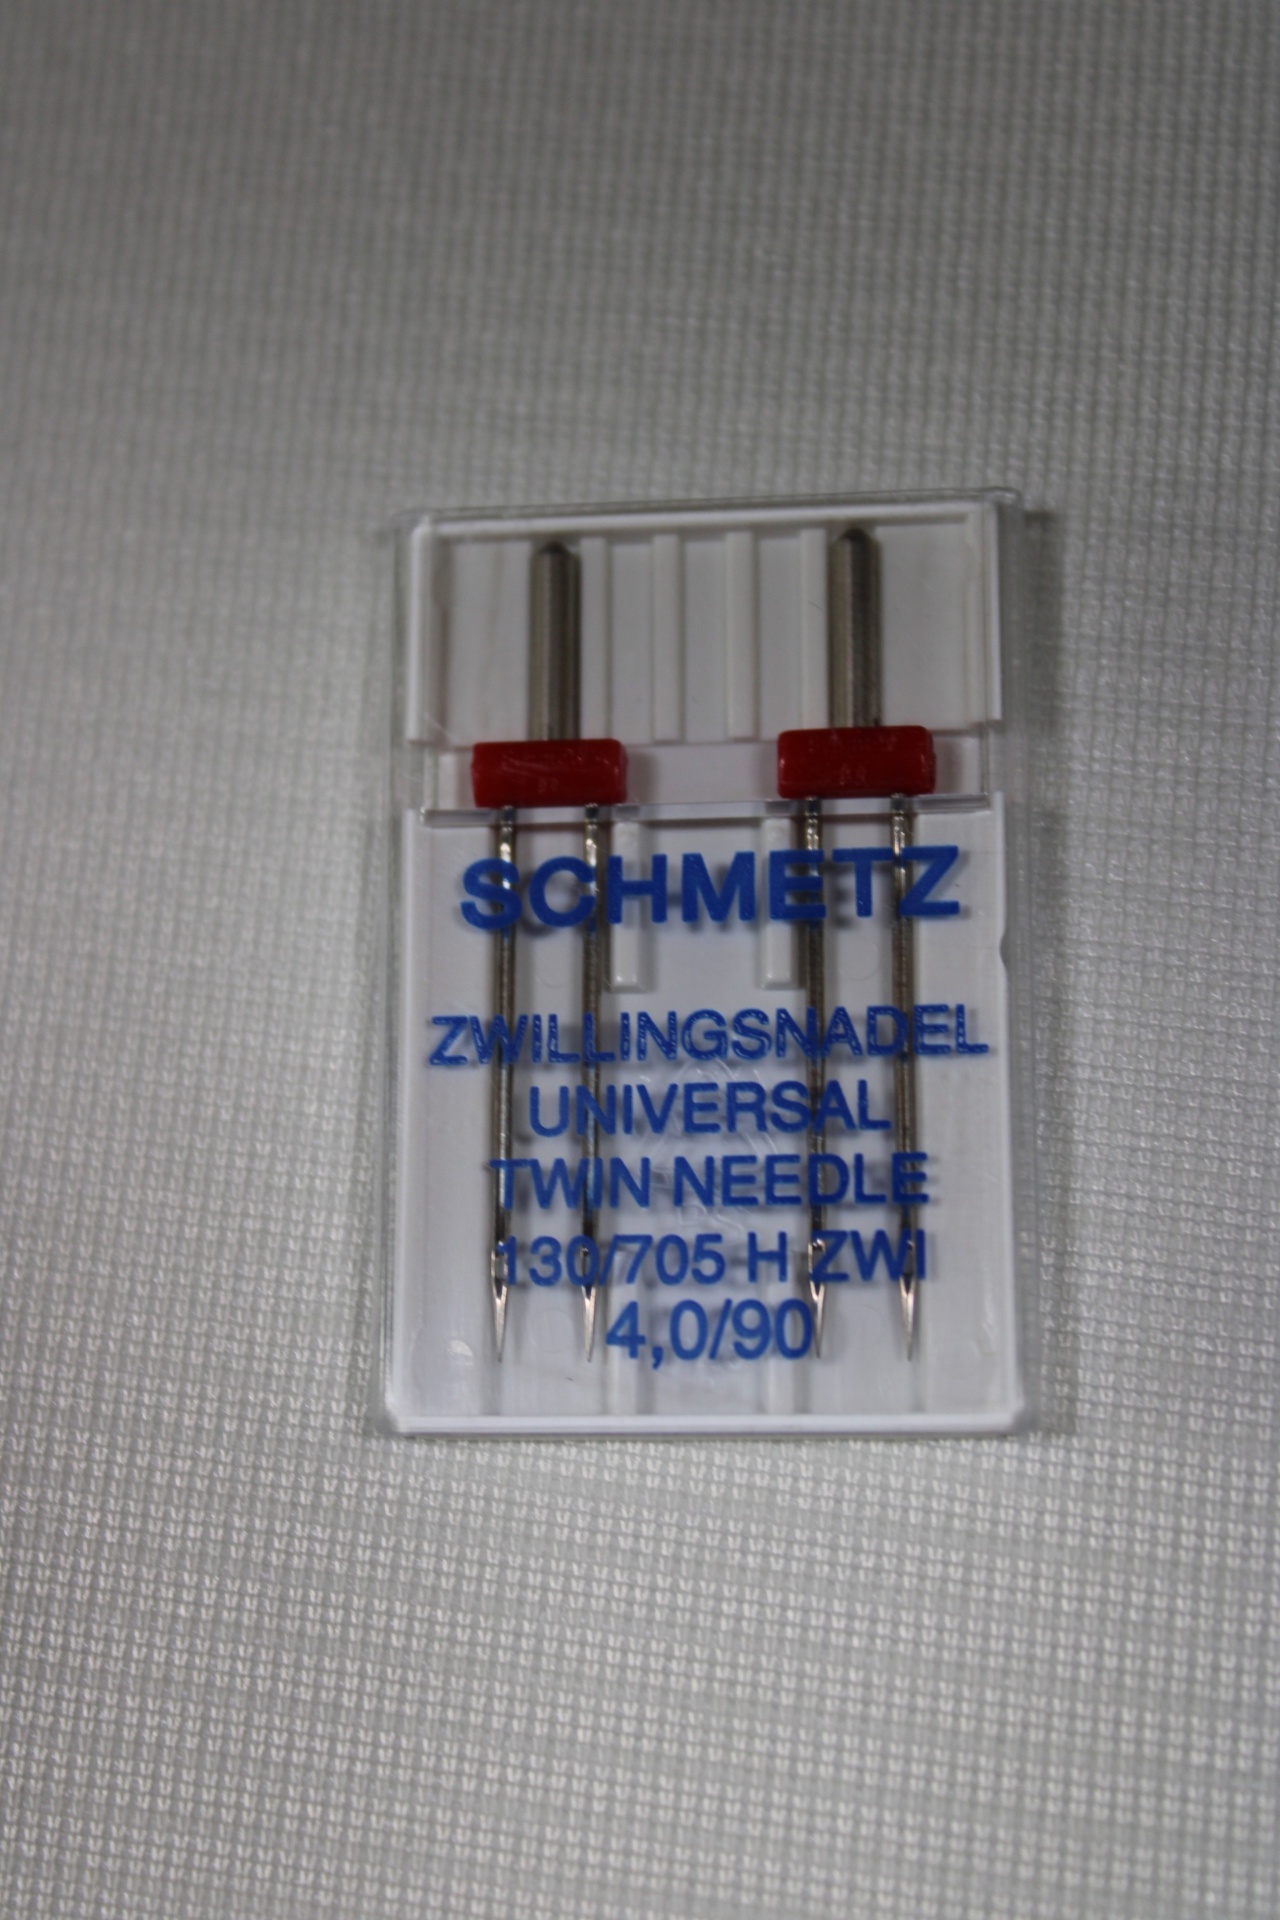 SCHMETZ
ZWILLINGSNADEL
UNIVERSAL
TWIN NEEDLE
130/705 H ZWI
4,0/90